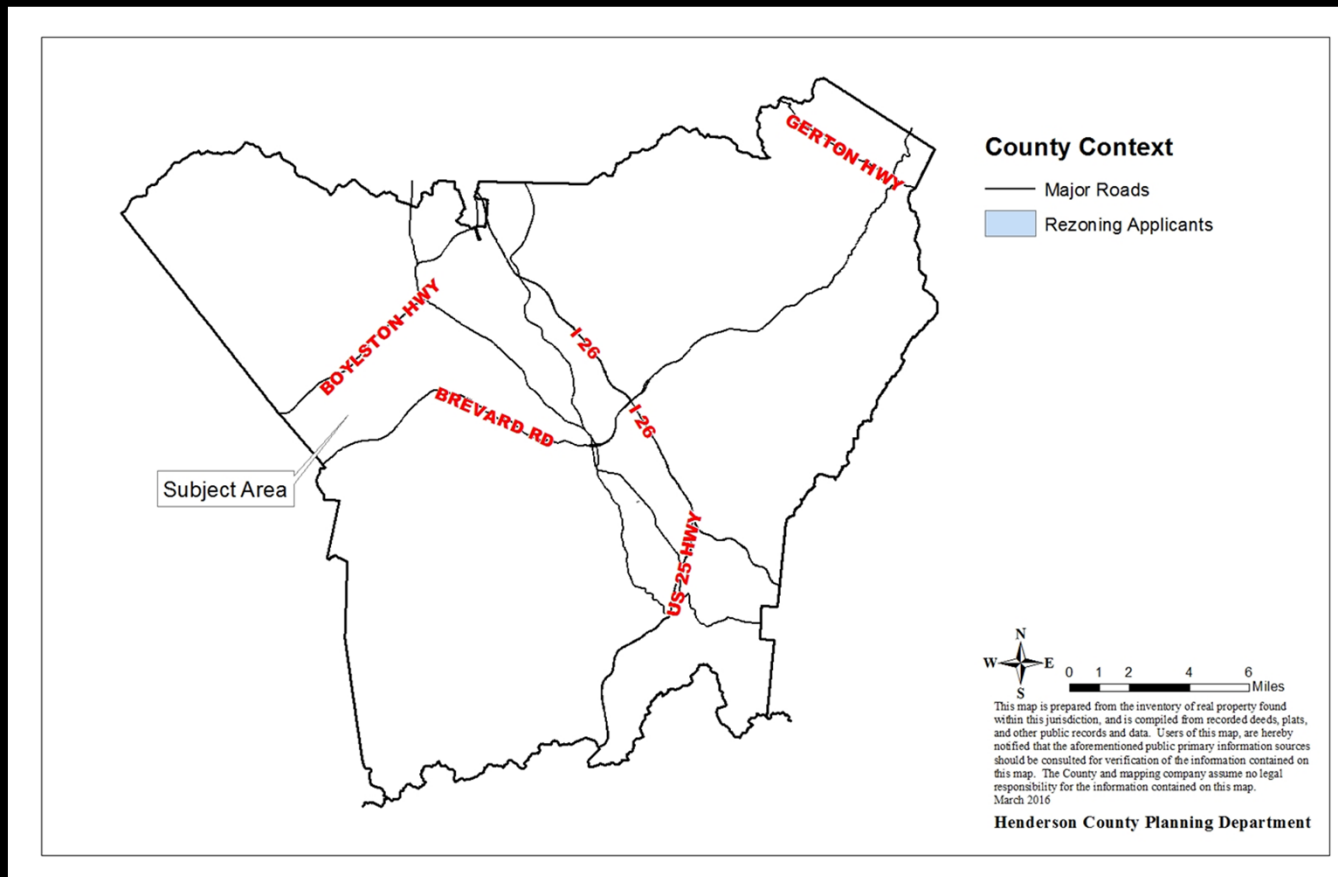 GERTON HWY
County Context
Major Roads
Rezoning Applicants
BOYLSTON HWY
I 26
BREVARD RD
I 26
Subject Area
US 25 HWY
N
W E
S
0 1 2 4 6
Miles
This map is prepared from the inventory of real property found
within this jurisdiction, and is compiled from recorded deeds, plats,
and other public records and data. Users of this map, are hereby
notified that the aforementioned public primary information sources
should be consulted for verification of the information contained on
this map. The County and mapping company assume no legal
responsibility for the information contained on this map.
March 2016
Henderson County Planning Department